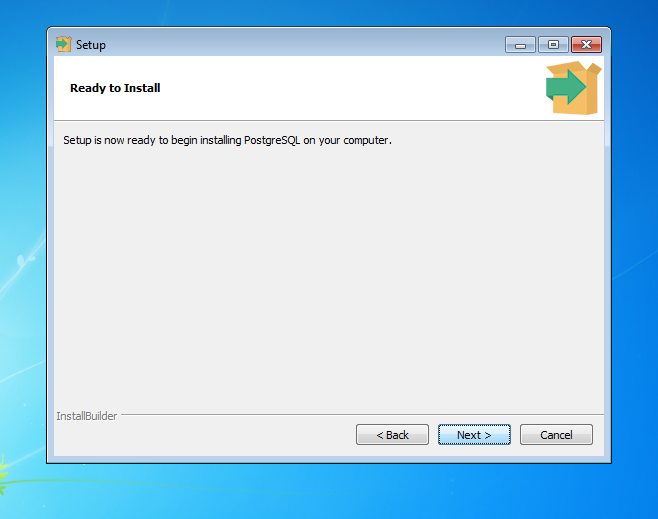 Setup
Ready to Install
Setup is now ready to begin installing PostgreSQL on your computer.
InstallBuilder
< Back
Next >
Cancel